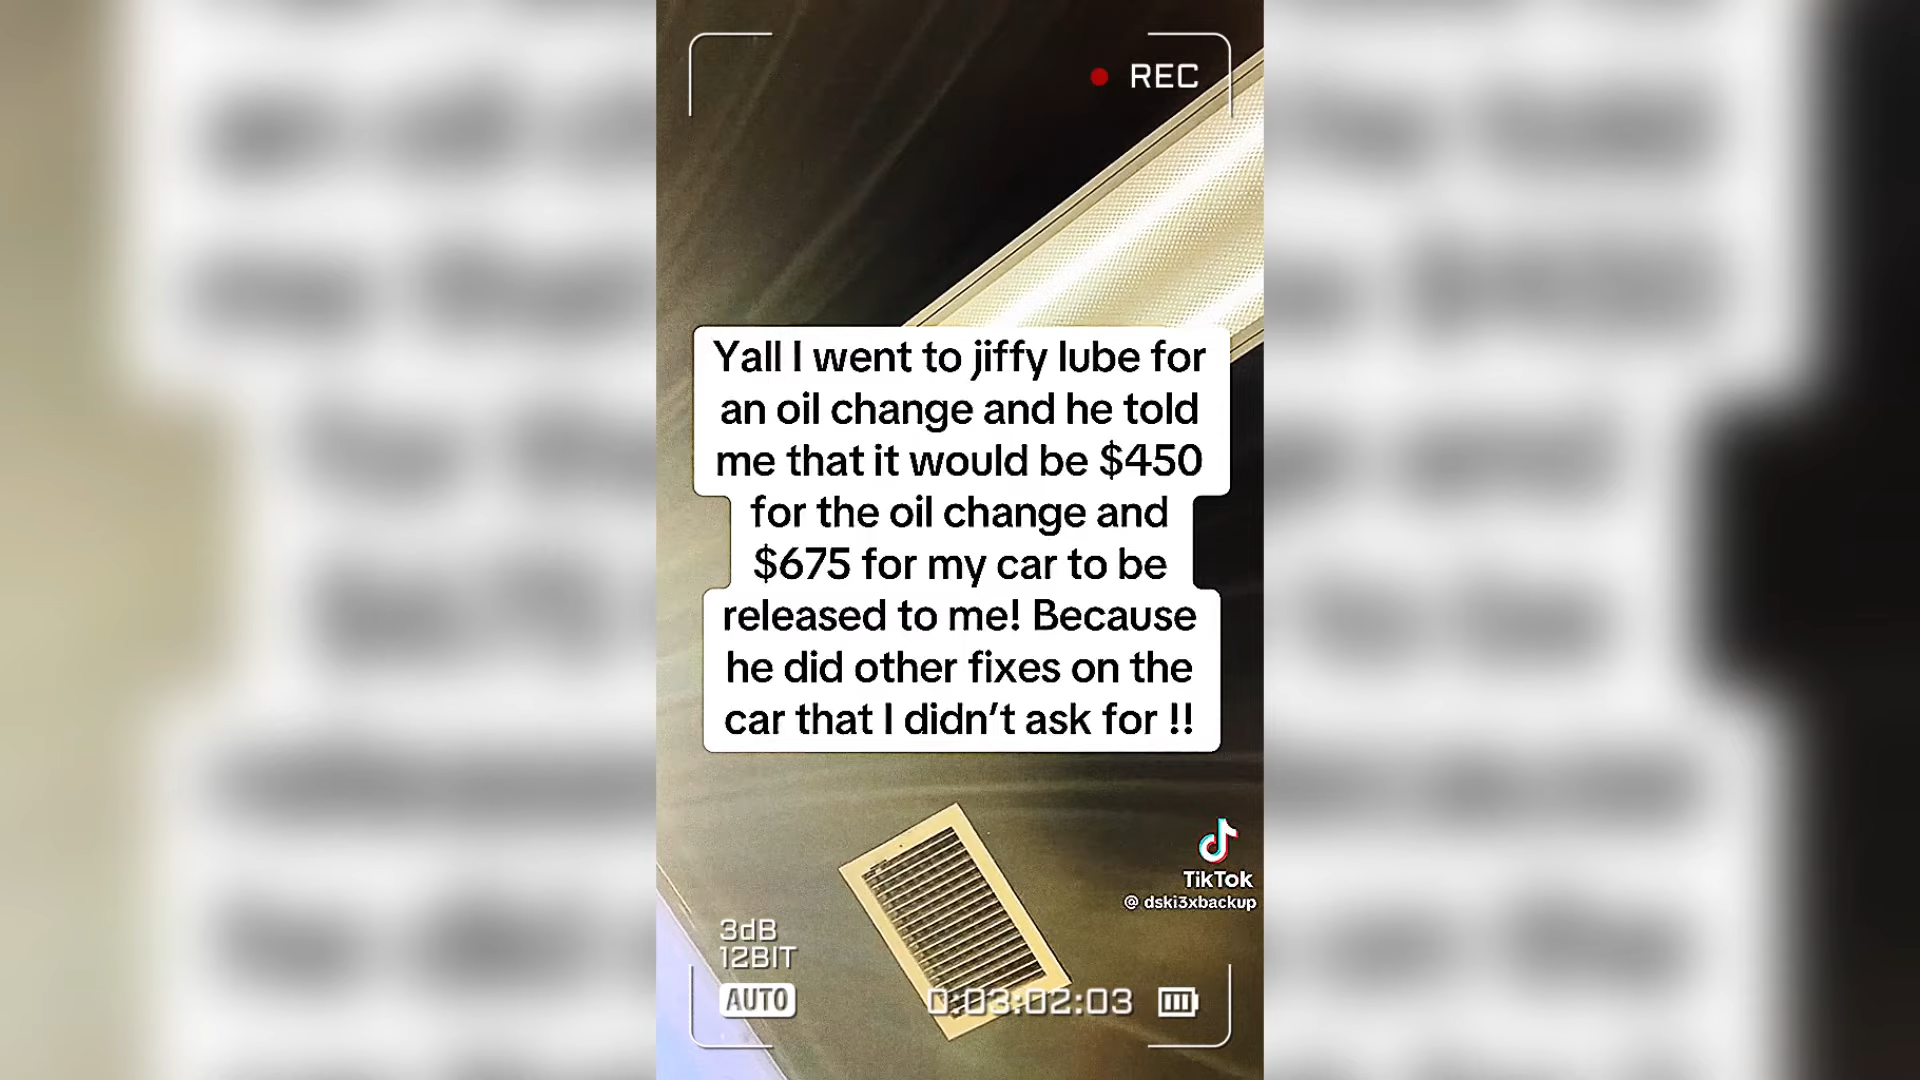 REC
Yall I went to jiffy lube for
an oil change and he told
me that it would be $450
for the oil change and
$675 for my car to be
released to me! Because
he did other fixes on the
car that I didn’t ask for !!
TikTok
@ dski3xbackup
3dB
12BIT
AUTO
0:03:02:03